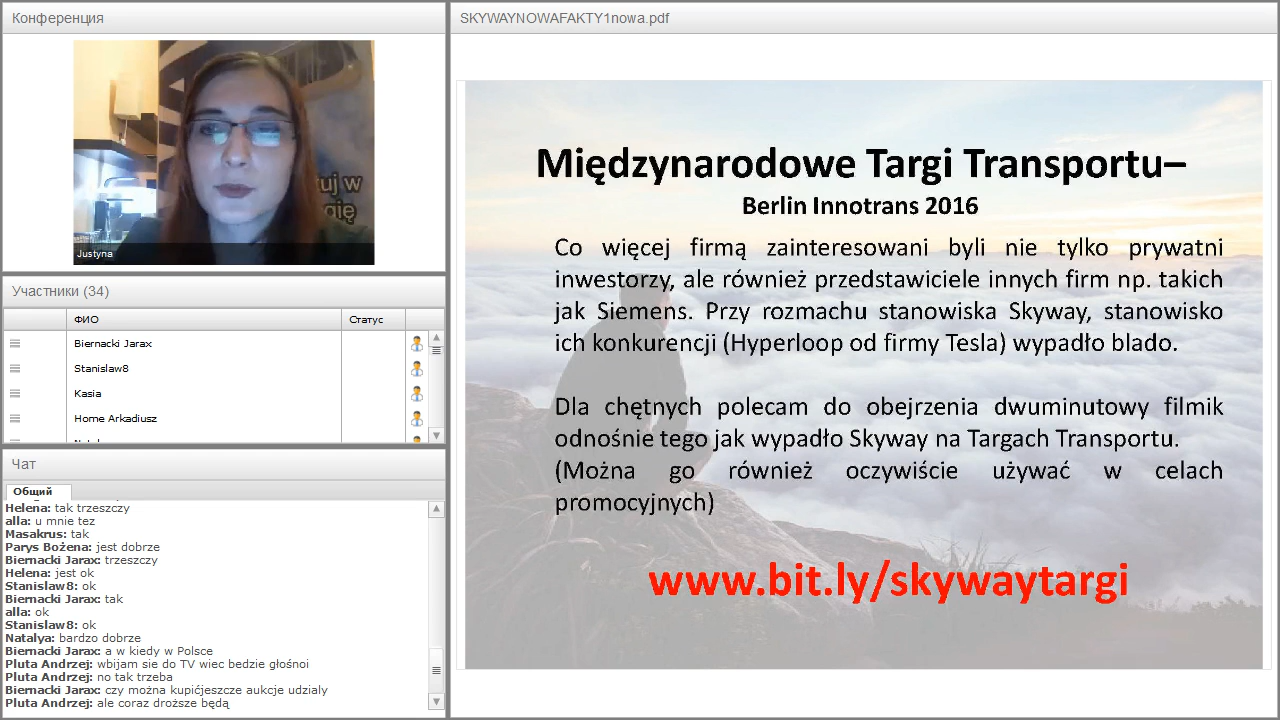 Конференция
uj w
gię
Justyna
Участники (34)
ФИО Статус
Biernacki Jarax
Stanislaw8
Kasia
Home Arkadiusz
Чат
Общий
Helena: tak trzeszczy
alla: u mnie tez
Masakrus: tak
Parys Bożena: jest dobrze
Biernacki Jarax: trzeszczy
Helena: jest ok
Stanislaw8: ok
Biernacki Jarax: tak
alla: ok
Stanislaw8: ok
Natalya: bardzo dobrze
Biernacki Jarax: a w kiedy w Polsce
Pluta Andrzej: wbijam sie do TV wiec bedzie głośnoi
Pluta Andrzej: no tak trzeba
Biernacki Jarax: czy można kupićjeszcze aukcje udzialy
Pluta Andrzej: ale coraz drozsze będą
SKYWAYNOWAFAKTY1nowa.pdf
Międzynarodowe Targi Transportu–
Berlin Innotrans 2016
Co więcej firmą zainteresowani byli nie tylko prywatni
inwestorzy, ale również przedstawiciele innych firm np. takich
jak Siemens. Przy rozmachu stanowiska Skyway, stanowisko
ich konkurencji (Hyperloop od firmy Tesla) wypadło blado.
Dla chętnych polecam do obejrzenia dwuminutowy filmik
odnośnie tego jak wypadło Skyway na Targach Transportu.
(Można go również oczywiście używać w celach
promocyjnych)
www.bit.ly/skywaytargi